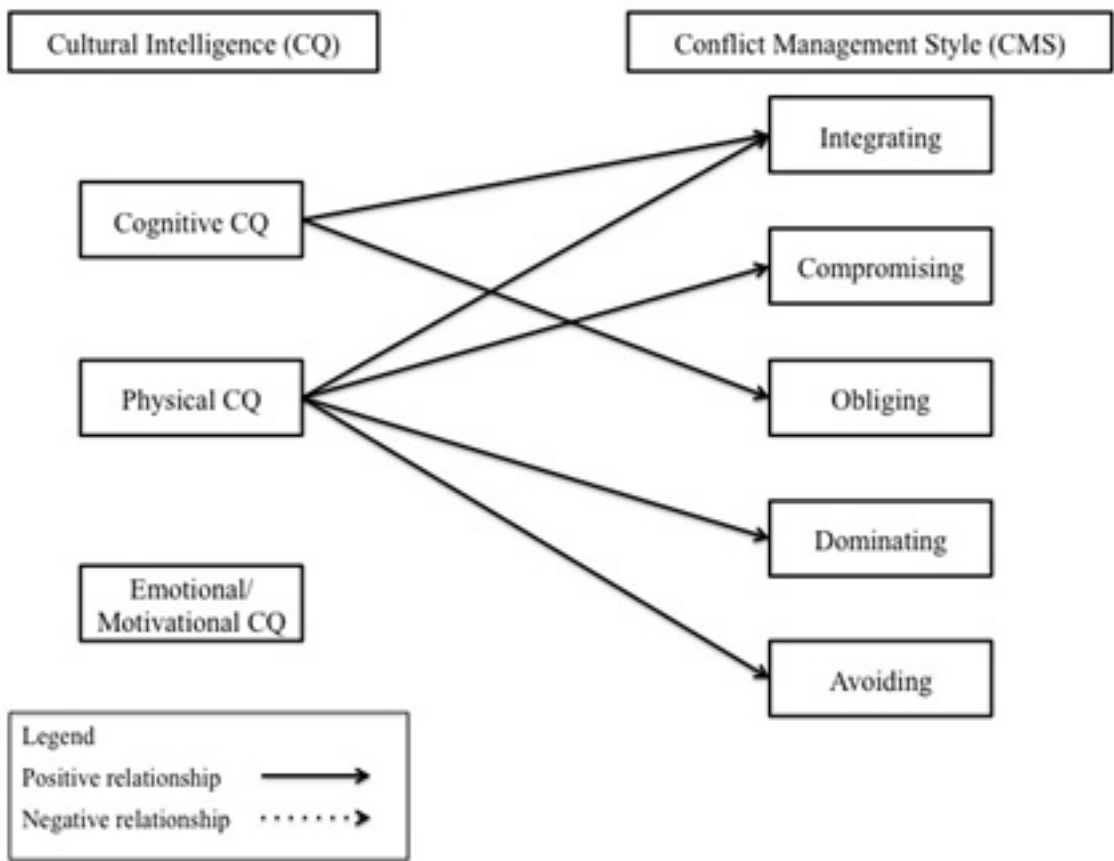 Cultural Intelligence (CQ)
Conflict Management Style (CMS)
Integrating
Cognitive CQ
Compromising
Physical CQ
Obliging
Dominating
Emotional/
Motivational CQ
Avoiding
Legend
Positive relationship
Negative relationship